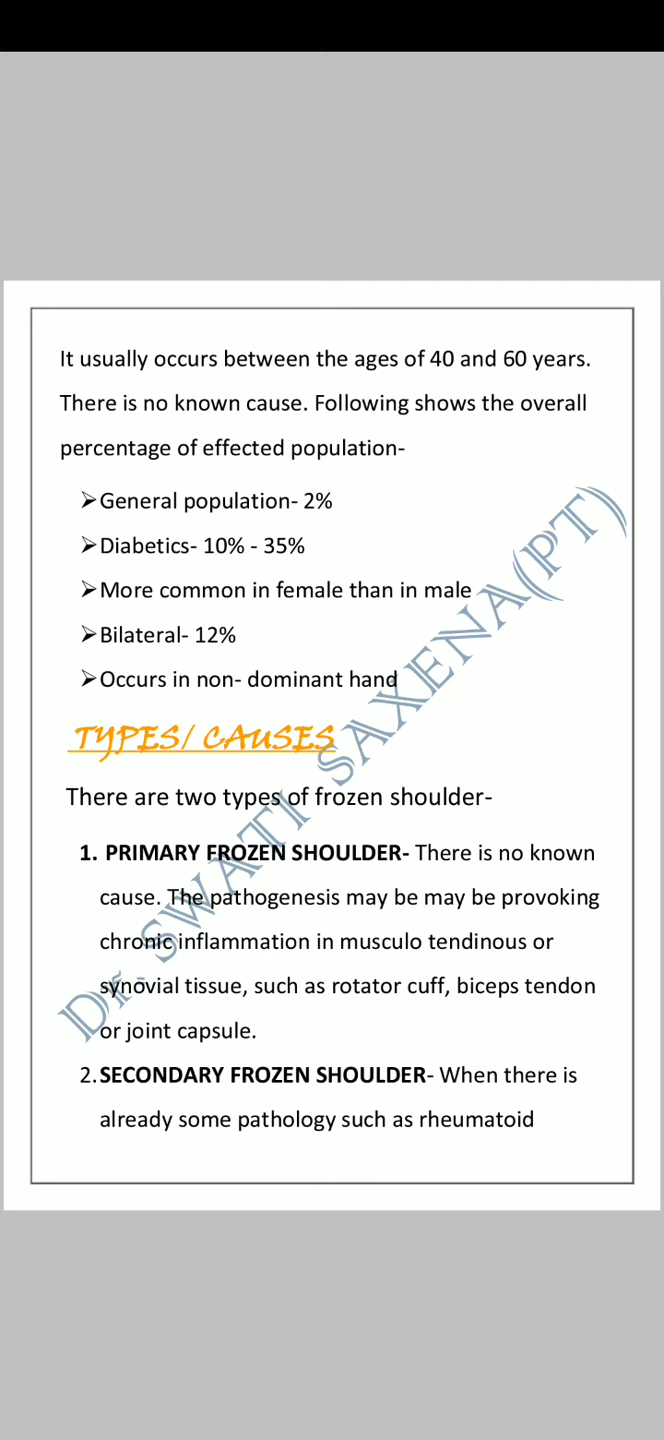 It usually occurs between the ages of 40 and 60 years.
There is no known cause. Following shows the overall
percentage of effected population-
➢General population- 2%
➢Diabetics- 10% - 35%
➢More common in female than in male
➢Bilateral- 12%
➢Occurs in non- dominant hand
TYPES/ CAUSES
There are two types of frozen shoulder-
1. PRIMARY FROZEN SHOULDER- There is no known
cause. The pathogenesis may be may be provoking
chronic inflammation in musculo tendinous or
synovial tissue, such as rotator cuff, biceps tendon
or joint capsule.
2. SECONDARY FROZEN SHOULDER- When there is
already some pathology such as rheumatoid
Dr. SWATI SAXENA(PT)